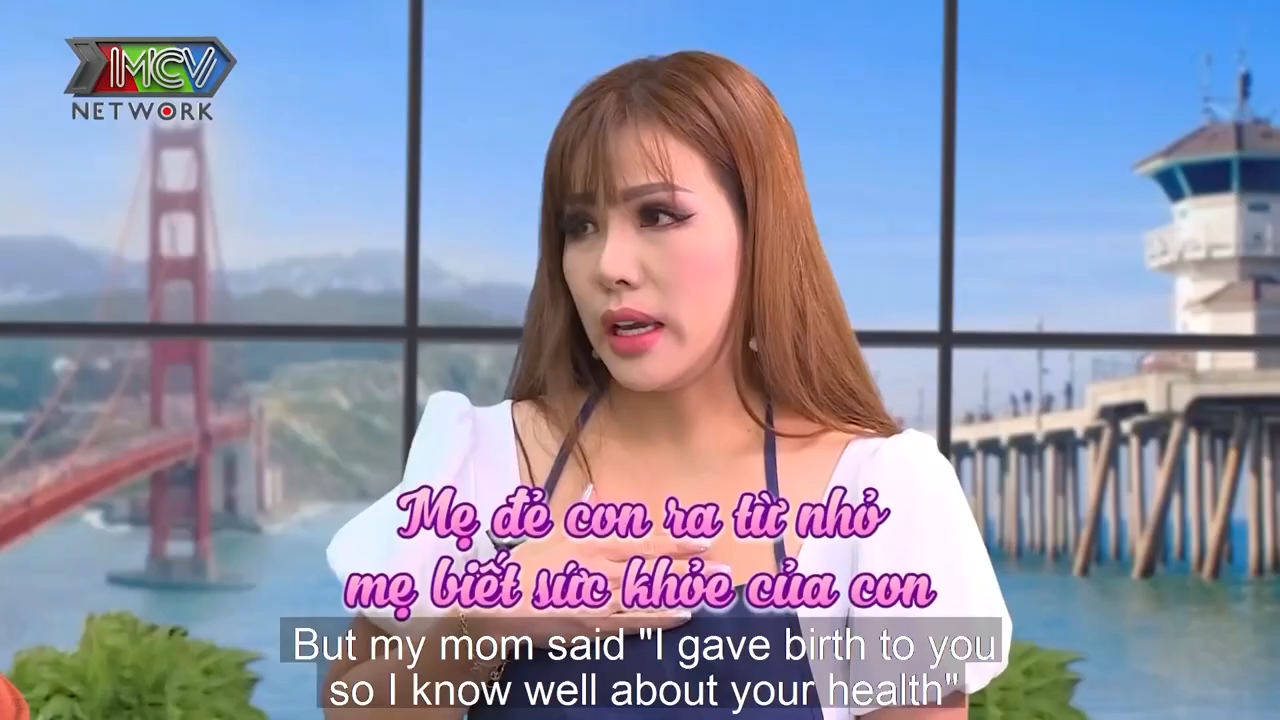 MCV
NETWORK
Mẹ đẻ con ra từ nhỏ
mẹ biết sức khỏe của con
But my mom said "I gave birth to you
so I know well about your health"